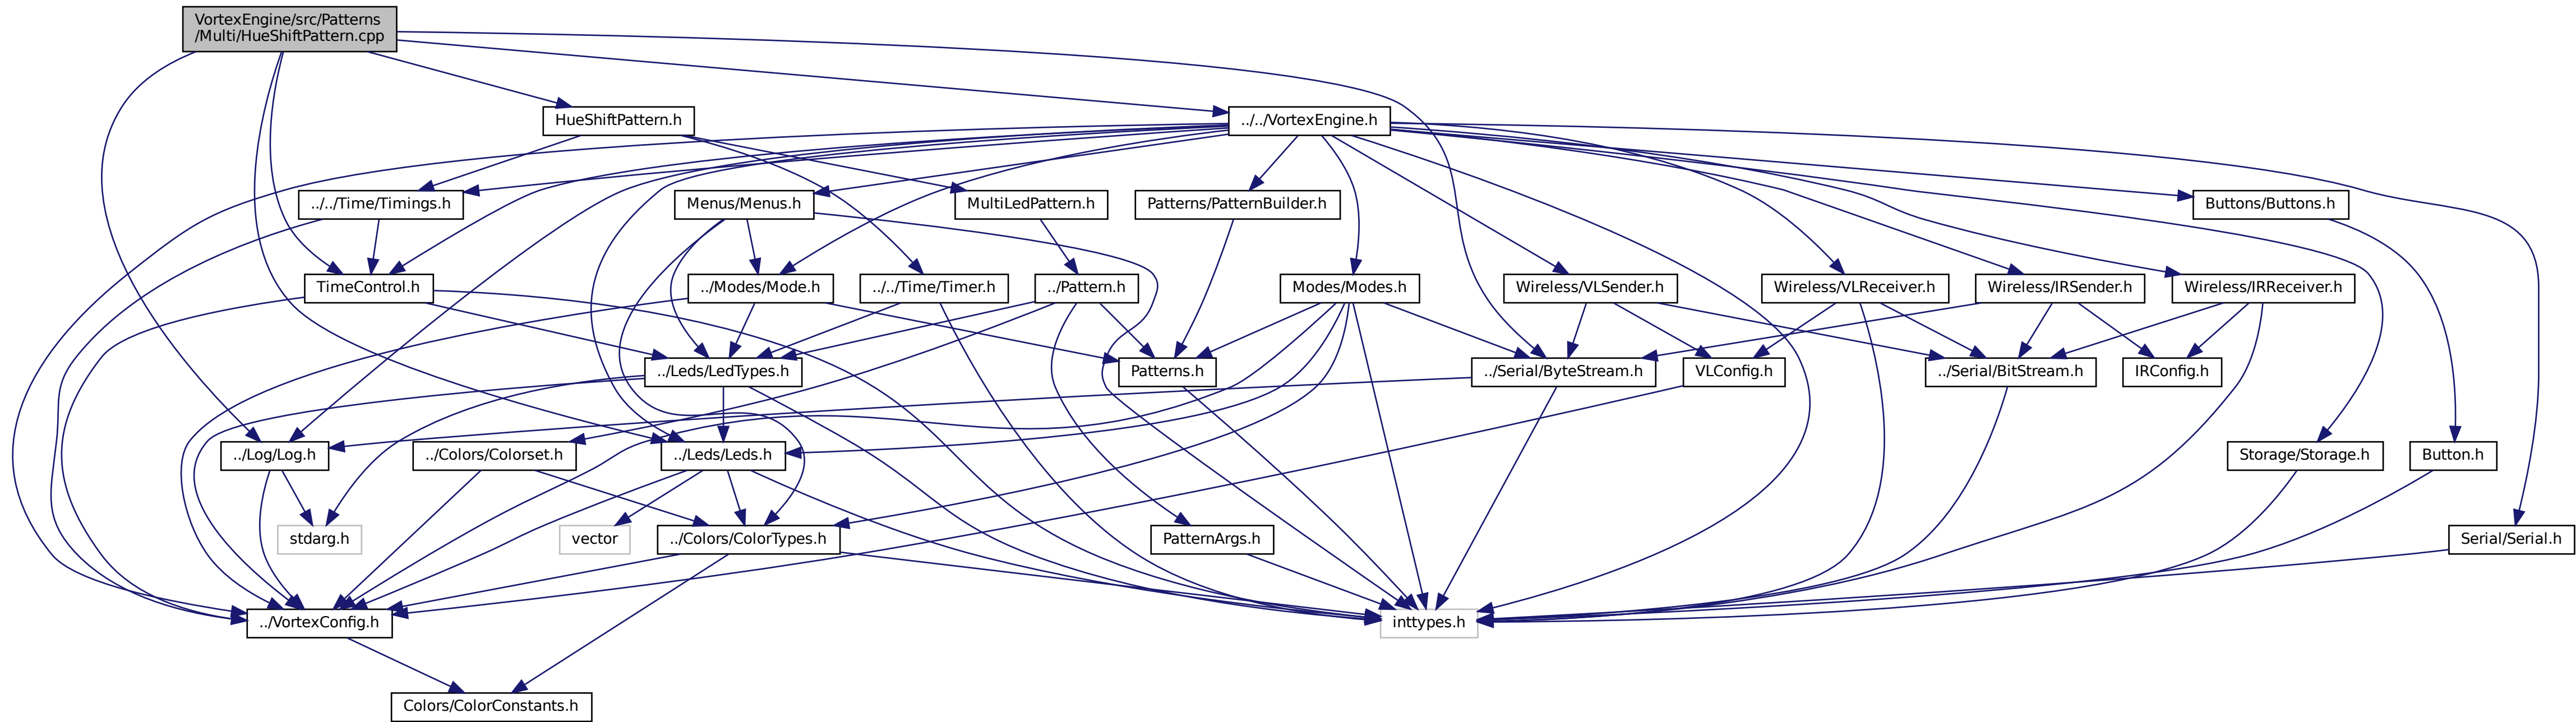 VortexEngine/src/Patterns
/Multi/HueShiftPattern.cpp
HueShiftPattern.h
../../VortexEngine.h
../../Time/Timings.h
Menus/Menus.h
MultiLedPattern.h
Patterns/PatternBuilder.h
Buttons/Buttons.h
TimeControl.h
../Modes/Mode.h
../../Time/Timer.h
../Pattern.h
Modes/Modes.h
Wireless/VLSender.h
Wireless/VLReceiver.h
Wireless/IRSender.h
Wireless/IRReceiver.h
../Leds/LedTypes.h
Patterns.h
../Serial/ByteStream.h
VLConfig.h
../Serial/BitStream.h
IRConfig.h
../Log/Log.h
../Colors/Colorset.h
../Leds/Leds.h
Storage/Storage.h
Button.h
stdarg.h
vector
../Colors/ColorTypes.h
PatternArgs.h
Serial/Serial.h
../VortexConfig.h
inttypes.h
Colors/ColorConstants.h